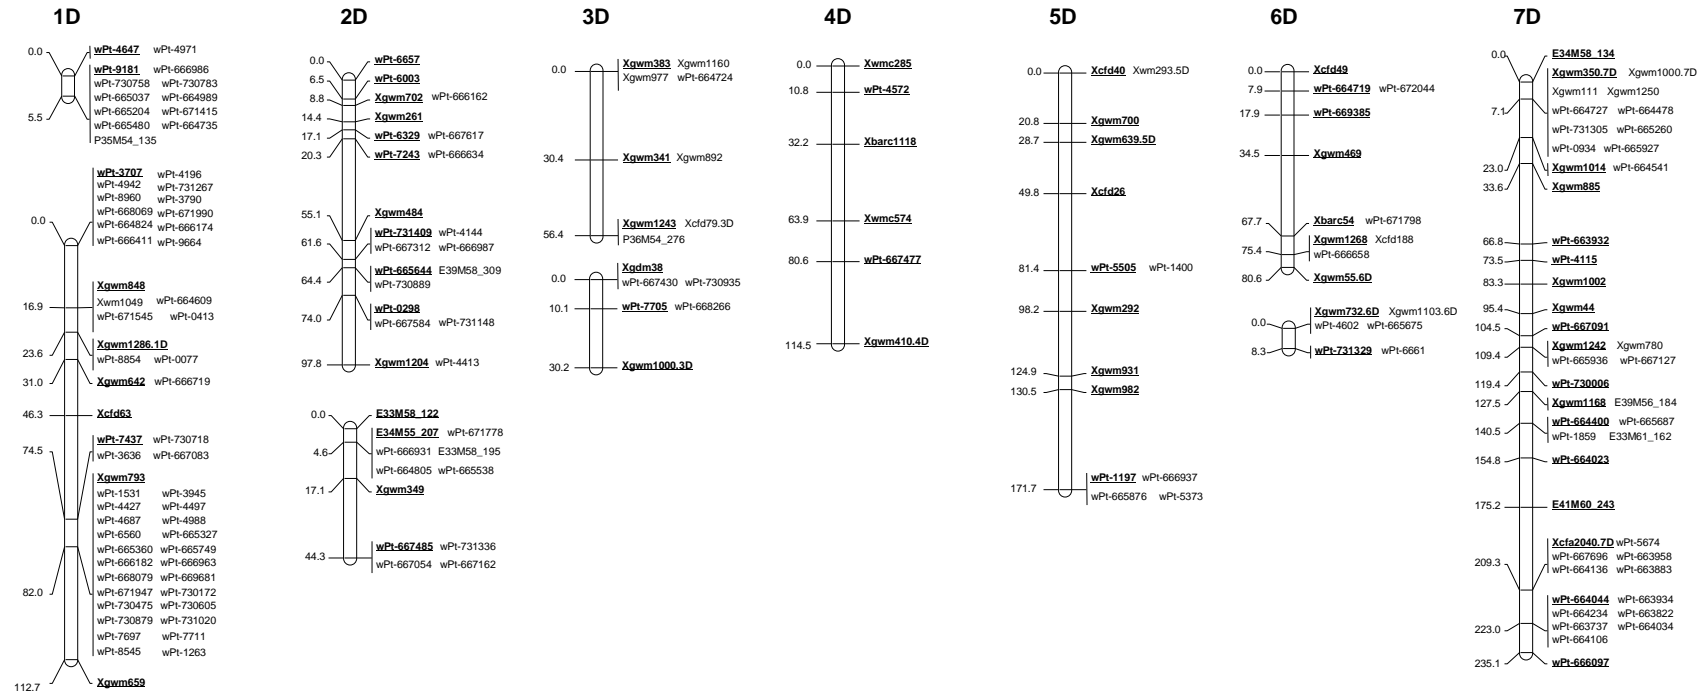 1D
0.0 wPt-4647 wPt-4971
wPt-9181 wPt-666986
wPt-730758 wPt-730783
wPt-665037 wPt-664989
wPt-665204 wPt-671415
5.5 wPt-665480 wPt-664735
P35M54_135
wPt-3707 wPt-4196
wPt-4942 wPt-731267
wPt-8960 wPt-3790
wPt-668069 wPt-671990
0.0 wPt-664824 wPt-666174
wPt-666411 wPt-9664
Xgwm848
16.9 Xwm1049 wPt-664609
wPt-671545 wPt-0413
Xgwm1286.1D
23.6 wPt-8854 wPt-0077
31.0 Xgwm642 wPt-666719
46.3 Xcfd63
wPt-7437 wPt-730718
74.5 wPt-3636 wPt-667083
Xgwm793
wPt-1531 wPt-3945
wPt-4427 wPt-4497
wPt-4687 wPt-4988
wPt-6560 wPt-665327
wPt-665360 wPt-665749
wPt-666182 wPt-666963
wPt-668079 wPt-669681
82.0 wPt-671947 wPt-730172
wPt-730475 wPt-730605
wPt-730879 wPt-731020
wPt-7697 wPt-7711
wPt-8545 wPt-1263
112.7 Xgwm659
2D
0.0 wPt-6657
6.5 wPt-6003
8.8 Xgwm702 wPt-666162
14.4 Xgwm261
17.1 wPt-6329 wPt-667617
20.3 wPt-7243 wPt-666634
55.1 Xgwm484
wPt-731409 wPt-4144
61.6 wPt-667312 wPt-666987
wPt-665644 E39M58_309
64.4 wPt-730889
wPt-0298
74.0 wPt-667584 wPt-731148
97.8 Xgwm1204 wPt-4413
0.0 E33M58_122
E34M55_207 wPt-671778
4.6 wPt-666931 E33M58_195
wPt-664805 wPt-665538
17.1 Xgwm349
wPt-667485 wPt-731336
44.3 wPt-667054 wPt-667162
3D
0.0 Xgwm383 Xgwm1160
Xgwm977 wPt-664724
30.4 Xgwm341 Xgwm892
Xgwm1243 Xcfd79.3D
56.4 P36M54_276
Xgdm38
0.0 wPt-667430 wPt-730935
10.1 wPt-7705 wPt-668266
30.2 Xgwm1000.3D
4D
0.0 Xwmc285
10.8 wPt-4572
32.2 Xbarc1118
63.9 Xwmc574
80.6 wPt-667477
114.5 Xgwm410.4D
5D
0.0 Xcfd40 Xwm293.5D
20.8 Xgwm700
28.7 Xgwm639.5D
49.8 Xcfd26
81.4 wPt-5505 wPt-1400
98.2 Xgwm292
124.9 Xgwm931
130.5 Xgwm982
wPt-1197 wPt-666937
171.7 wPt-665876 wPt-5373
6D
0.0 Xcfd49
7.9 wPt-664719 wPt-672044
17.9 wPt-669385
34.5 Xgwm469
67.7 Xbarc54 wPt-671798
Xgwm1268 Xcfd188
75.4 wPt-666658
80.6 Xgwm55.6D
Xgwm732.6D Xgwm1103.6D
0.0 wPt-4602 wPt-665675
8.3 wPt-731329 wPt-6661
7D
0.0 E34M58_134
Xgwm350.7D Xgwm1000.7D
Xgwm111 Xgwm1250
7.1 wPt-664727 wPt-664478
wPt-731305 wPt-665260
wPt-0934 wPt-665927
23.0 Xgwm1014 wPt-664541
33.6 Xgwm885
66.8 wPt-663932
73.5 wPt-4115
83.3 Xgwm1002
95.4 Xgwm44
104.5 wPt-667091
Xgwm1242 Xgwm780
109.4 wPt-665936 wPt-667127
119.4 wPt-730006
127.5 Xgwm1168 E39M56_184
wPt-664400 wPt-665687
140.5 wPt-1859 E33M61_162
154.8 wPt-664023
175.2 E41M60_243
Xcfa2040.7D wPt-5674
wPt-667696 wPt-663958
209.3 wPt-664136 wPt-663883
wPt-664044 wPt-663934
wPt-664234 wPt-663822
223.0 wPt-663737 wPt-664034
wPt-664106
235.1 wPt-666097